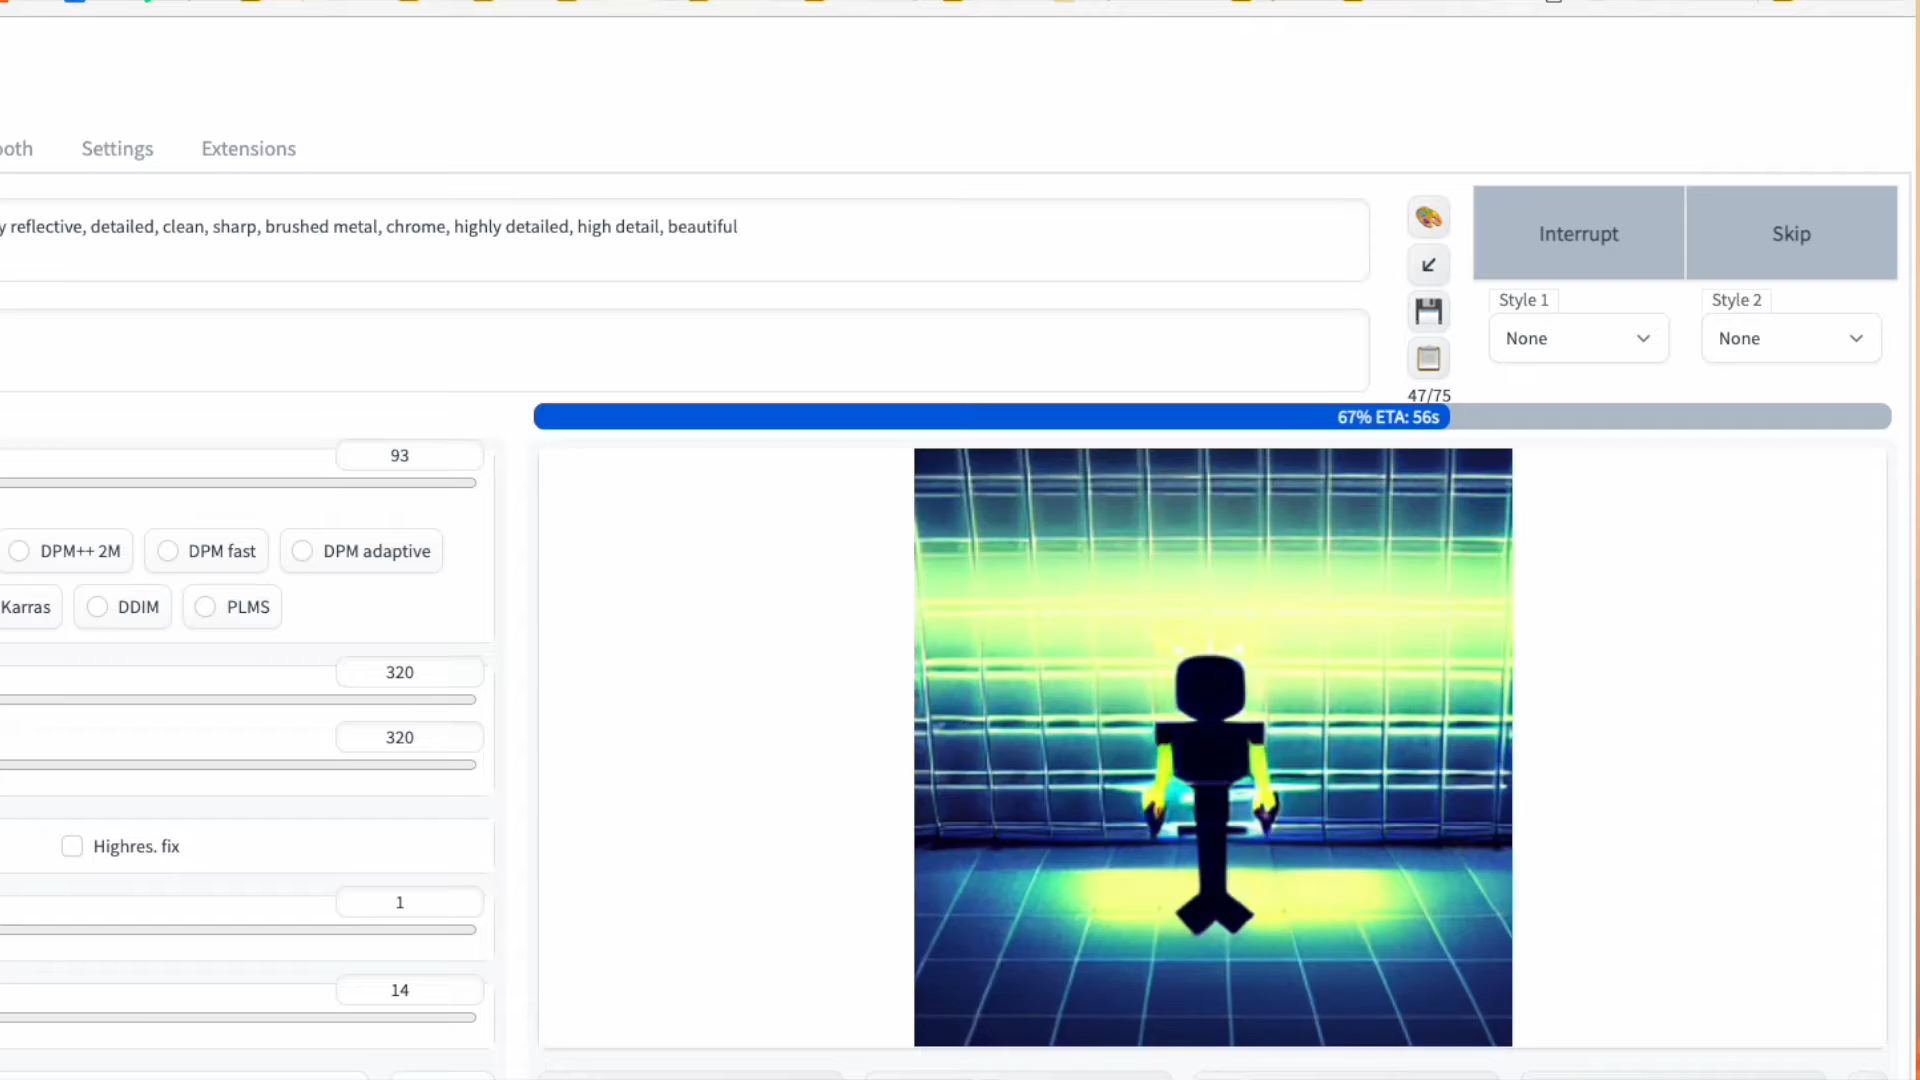 Settings Extensions
reflective, detailed, clean, sharp, brushed metal, chrome, highly detailed, high detail, beautiful
Interrupt Skip
Style 1 Style 2
None None
47/75
67% ETA: 56s
93
DPM++ 2M DPM fast DPM adaptive
Karras DDIM PLMS
320
320
Highres. fix
1
14